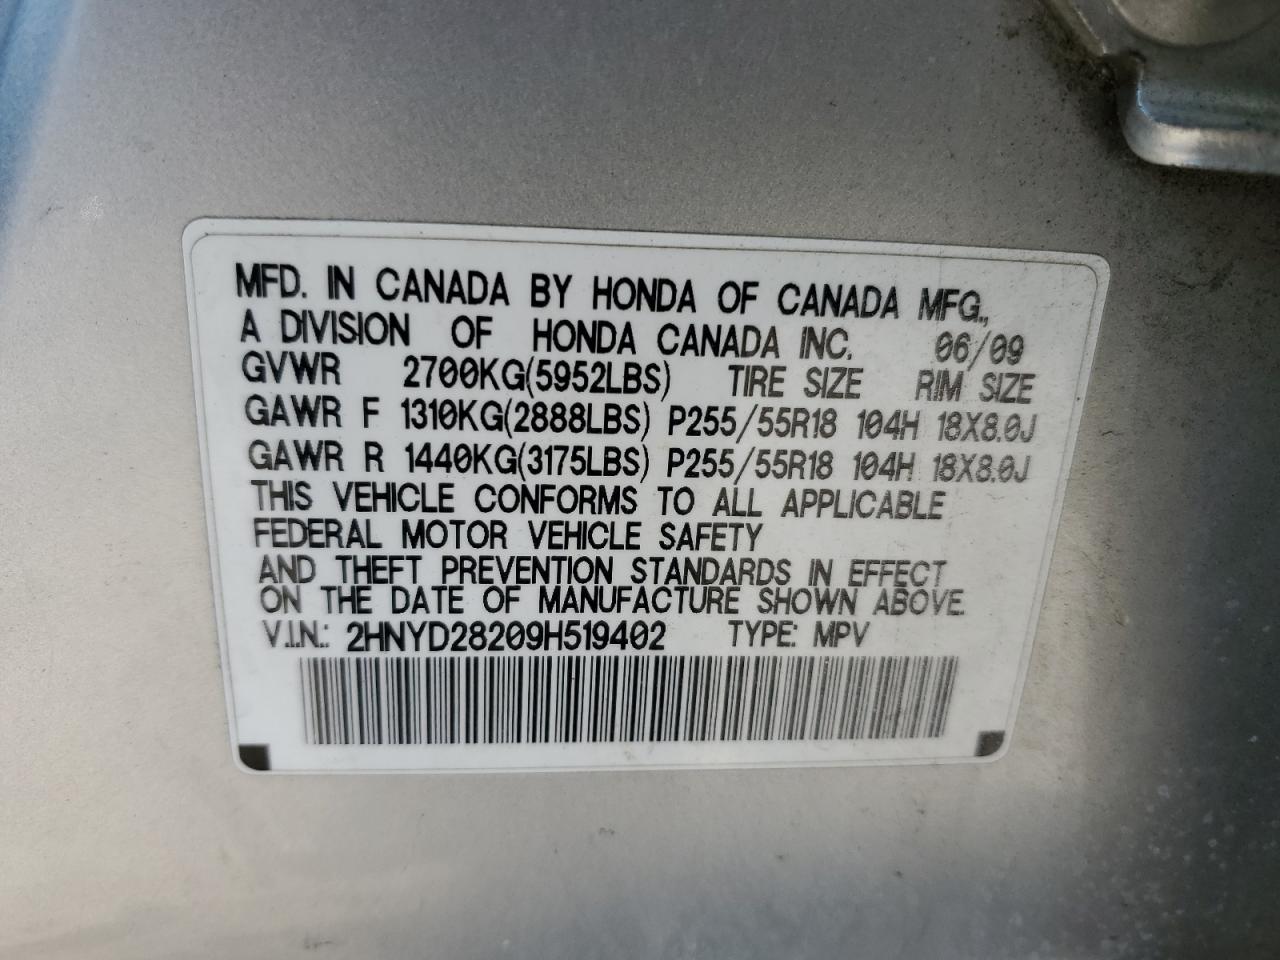 MFD. IN CANADA BY HONDA OF CANADA MFG.,
A DIVISION OF HONDA CANADA INC. 06/09
GVWR 2700KG(5952LBS) TIRE SIZE RIM SIZE
GAWR F 1310KG(2888LBS) P255/55R18 104H 18X8.0J
GAWR R 1440KG(3175LBS) P255/55R18 104H 18X8.0J
THIS VEHICLE CONFORMS TO ALL APPLICABLE
FEDERAL MOTOR VEHICLE SAFETY
AND THEFT PREVENTION STANDARDS IN EFFECT
ON THE DATE OF MANUFACTURE SHOWN ABOVE.
V.I.N.: 2HNYD28209H519402 TYPE: MPV